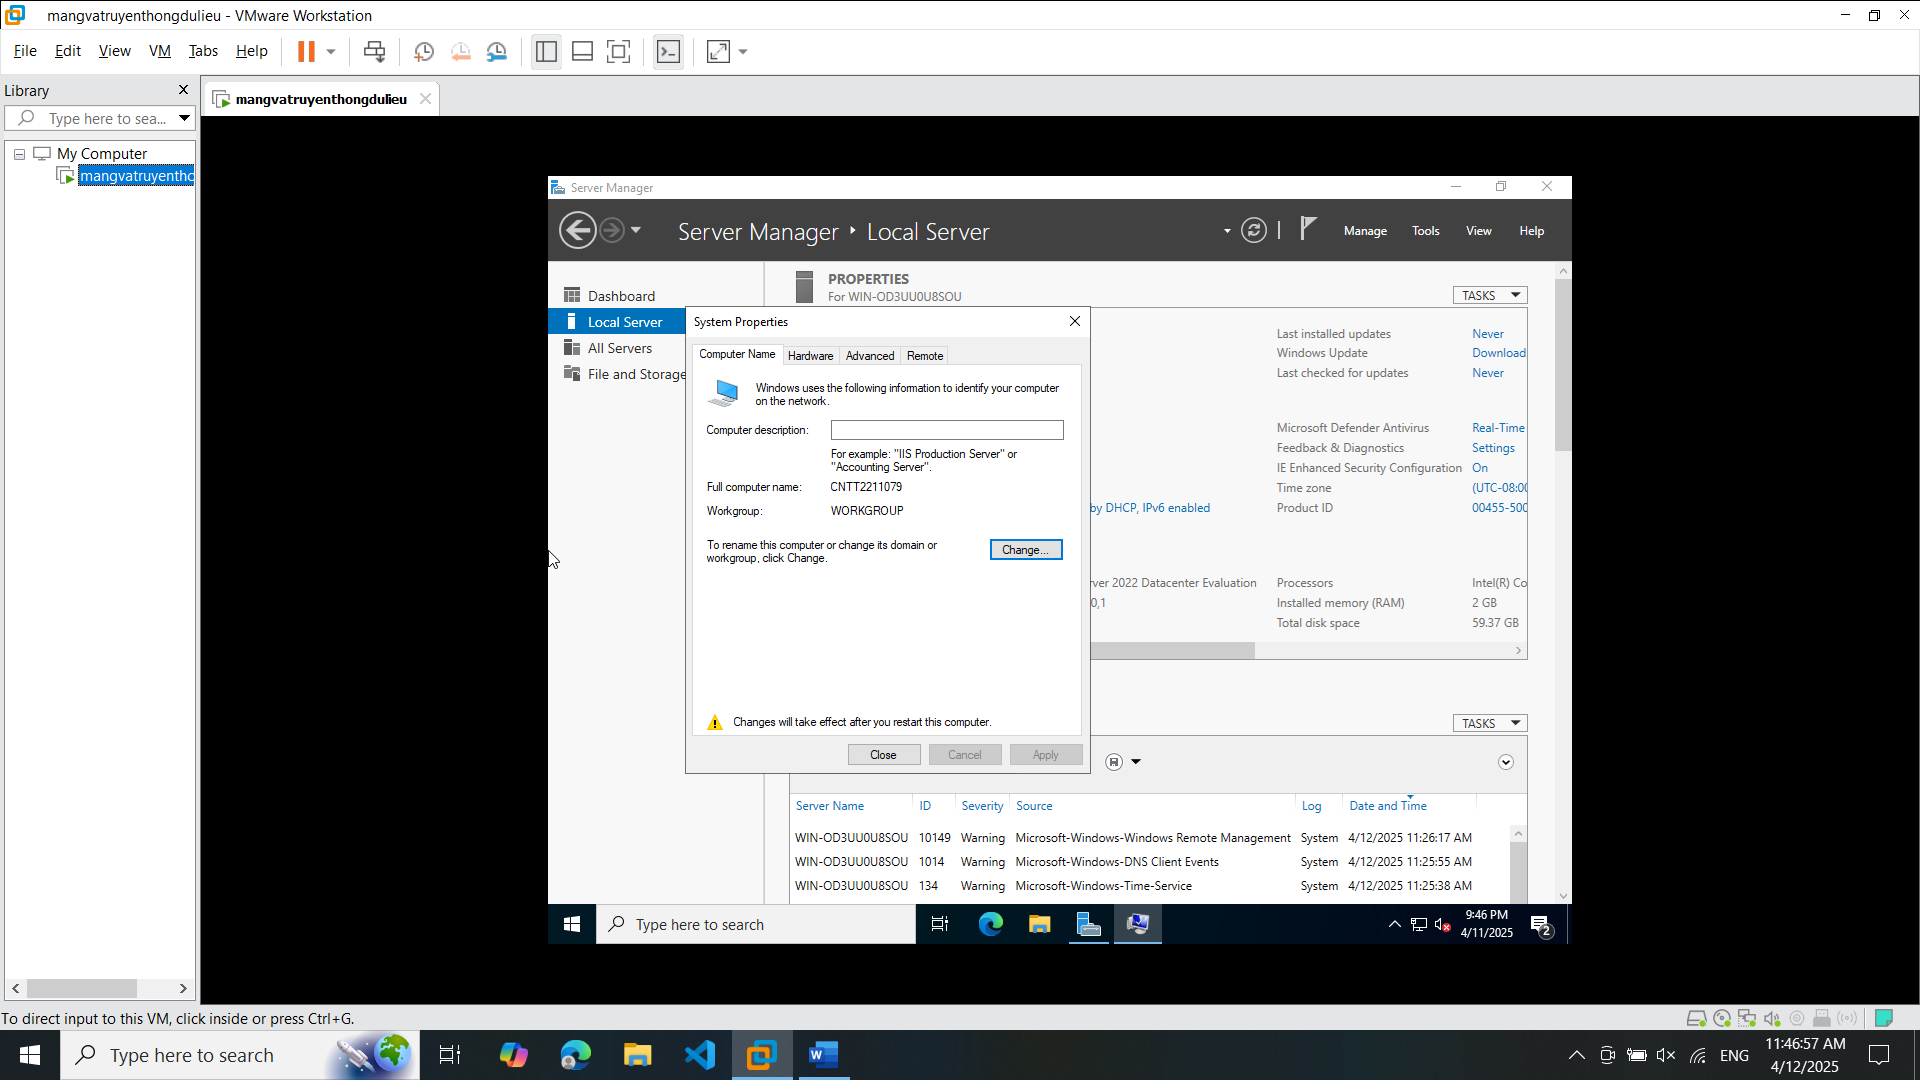 mangvatruyenthongdulieu - VMware Workstation
File Edit View VM Tabs Help
Library
mangvatruyenthongdulieu
Type here to sea...
My Computer
mangvatruyenthc
Server Manager
Server Manager Local Server
Manage Tools View Help
Dashboard
Local Server
All Servers
File and Storage
PROPERTIES
For WIN-OD3UU0U8SOU
TASKS
Last installed updates Never
Windows Update Download
Last checked for updates Never
Microsoft Defender Antivirus Real-Time
Feedback & Diagnostics Settings
IE Enhanced Security Configuration On
Time zone (UTC-08:00
by DHCP, IPv6 enabled Product ID 00455-500
ver 2022 Datacenter Evaluation Processors Intel(R) Co
0,1 Installed memory (RAM) 2 GB
Total disk space 59.37 GB
System Properties
Computer Name Hardware Advanced Remote
Windows uses the following information to identify your computer
on the network.
Computer description:
For example: "IIS Production Server" or
"Accounting Server".
Full computer name: CNTT2211079
Workgroup: WORKGROUP
To rename this computer or change its domain or
workgroup, click Change.
Change...
Changes will take effect after you restart this computer.
Close Cancel Apply
TASKS
Server Name ID Severity Source Log Date and Time
WIN-OD3UU0U8SOU 10149 Warning Microsoft-Windows-Windows Remote Management System 4/12/2025 11:26:17 AM
WIN-OD3UU0U8SOU 1014 Warning Microsoft-Windows-DNS Client Events System 4/12/2025 11:25:55 AM
WIN-OD3UU0U8SOU 134 Warning Microsoft-Windows-Time-Service System 4/12/2025 11:25:38 AM
Type here to search
9:46 PM
4/11/2025
2
To direct input to this VM, click inside or press Ctrl+G.
Type here to search
ENG
11:46:57 AM
4/12/2025